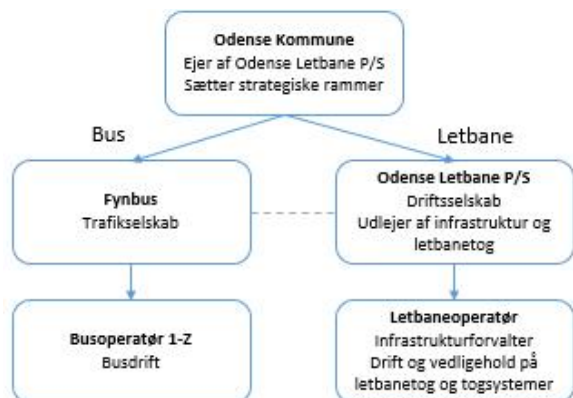 Odense Kommune
Ejer af Odense Letbane P/S
Sætter strategiske rammer
Bus
Letbane
Fynbus
Trafikselskab
Odense Letbane P/S
Driftsselskab
Udlejer af infrastruktur og
letbanetog
Busoperatør 1-Z
Busdrift
Letbaneoperatør
Infrastrukturforvalter
Drift og vedligehold på
letbanetog og togsystemer